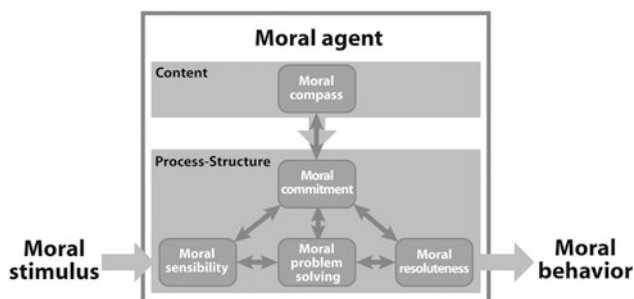 Moral agent
Content
Moral
compass
Process-Structure
Moral
commitment
Moral
stimulus
Moral
sensibility
Moral
problem
solving
Moral
resoluteness
Moral
behavior